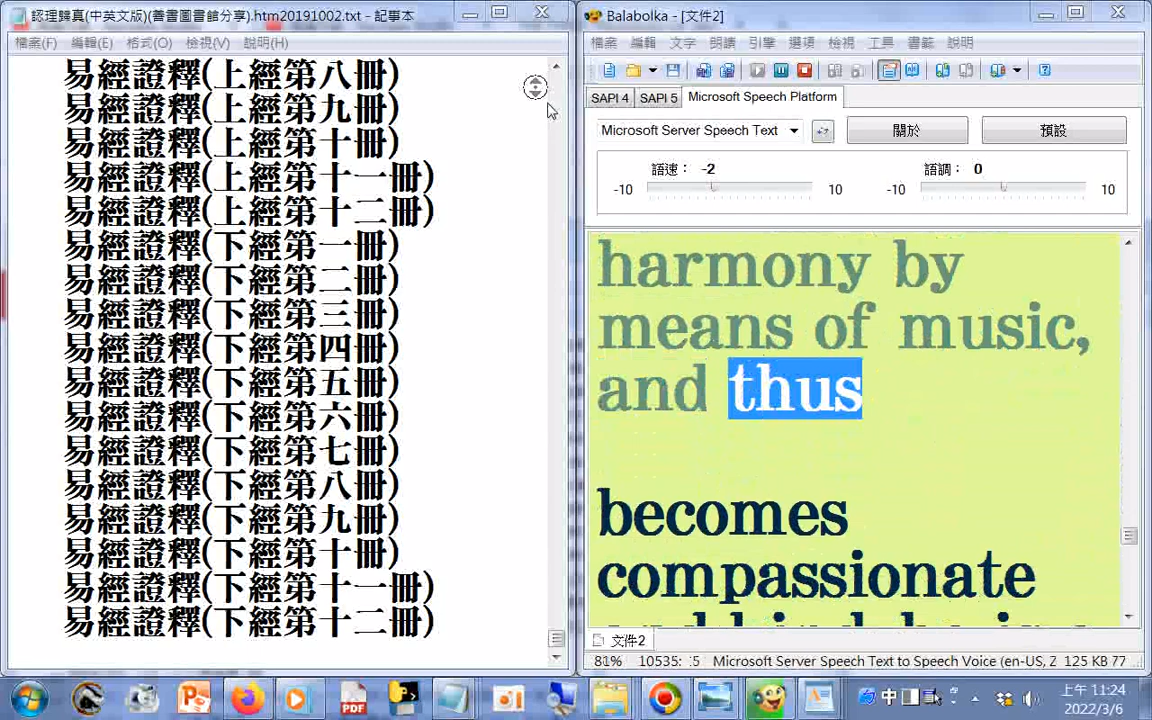 認理歸真(中英文版)(善書圖書館分享).htm20191002.txt - 記事本
檔案(F) 編輯(E) 格式(O) 檢視(V) 說明(H)
易經證釋(上經第八冊)
易經證釋(上經第九冊)
易經證釋(上經第十冊)
易經證釋(上經第十一冊)
易經證釋(上經第十二冊)
易經證釋(下經第一冊)
易經證釋(下經第二冊)
易經證釋(下經第三冊)
易經證釋(下經第四冊)
易經證釋(下經第五冊)
易經證釋(下經第六冊)
易經證釋(下經第七冊)
易經證釋(下經第八冊)
易經證釋(下經第九冊)
易經證釋(下經第十冊)
易經證釋(下經第十一冊)
易經證釋(下經第十二冊)
Balabolka - [文件2]
檔案 編輯 文字 朗讀 引擎 選項 檢視 工具 書籤 說明
SAPI 4 SAPI 5 Microsoft Speech Platform
Microsoft Server Speech Text 關於 預設
語速： -2 語調： 0
-10 10 -10 10
harmony by
means of music,
and thus
becomes
compassionate
文件2
81% 10535: :5 Microsoft Server Speech Text to Speech Voice (en-US, Z 125 KB 77
PDF 中 上午 11:24
2022/3/6